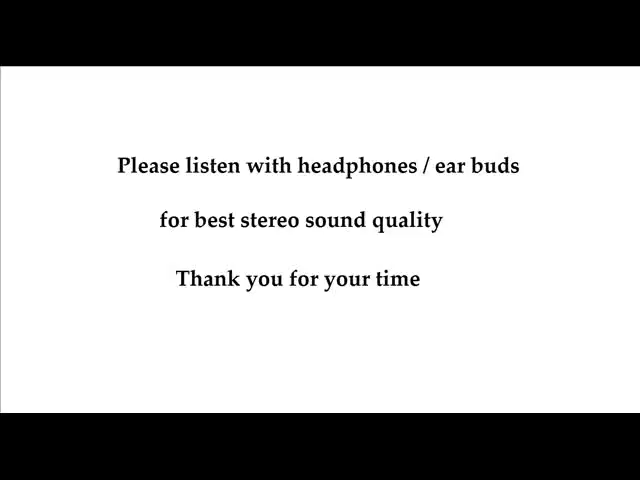 Please listen with headphones / ear buds
for best stereo sound quality
Thank you for your time